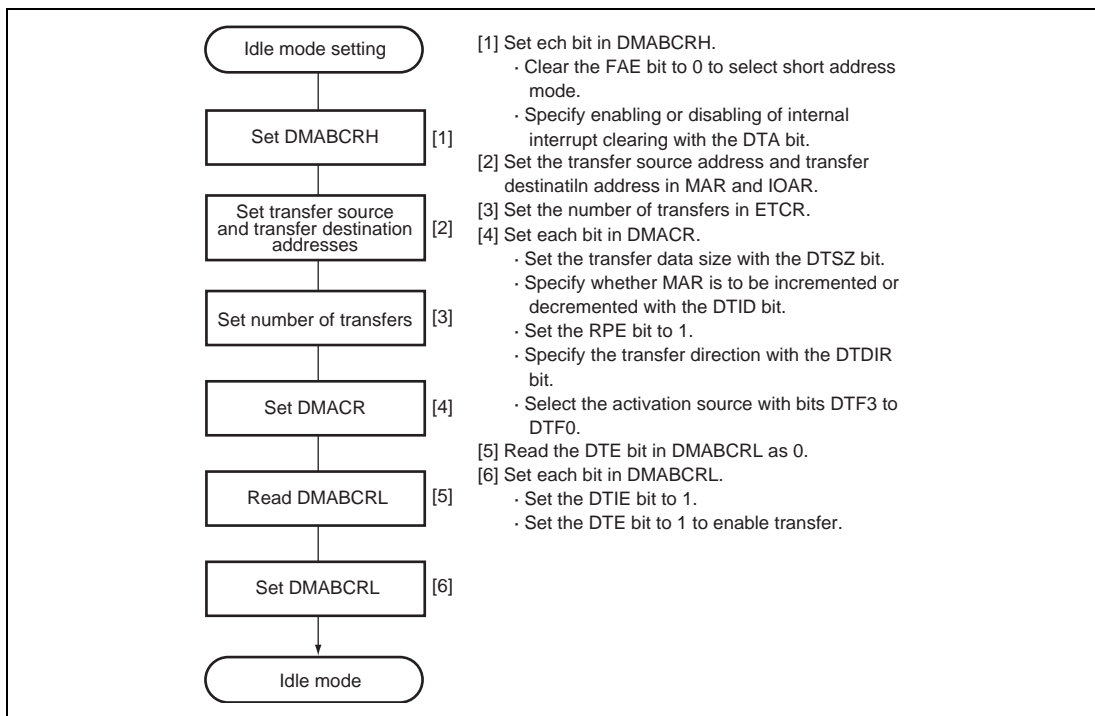 Idle mode setting
Set DMABCRH
[1]
Set transfer source
and transfer destination
addresses
[2]
Set number of transfers
[3]
Set DMACR
[4]
Read DMABCRL
[5]
Set DMABCRL
[6]
Idle mode
[1] Set ech bit in DMABCRH.
· Clear the FAE bit to 0 to select short address
mode.
· Specify enabling or disabling of internal
interrupt clearing with the DTA bit.
[2] Set the transfer source address and transfer
destinatiln address in MAR and IOAR.
[3] Set the number of transfers in ETCR.
[4] Set each bit in DMACR.
· Set the transfer data size with the DTSZ bit.
· Specify whether MAR is to be incremented or
decremented with the DTID bit.
· Set the RPE bit to 1.
· Specify the transfer direction with the DTDIR
bit.
· Select the activation source with bits DTF3 to
DTF0.
[5] Read the DTE bit in DMABCRL as 0.
[6] Set each bit in DMABCRL.
· Set the DTIE bit to 1.
· Set the DTE bit to 1 to enable transfer.